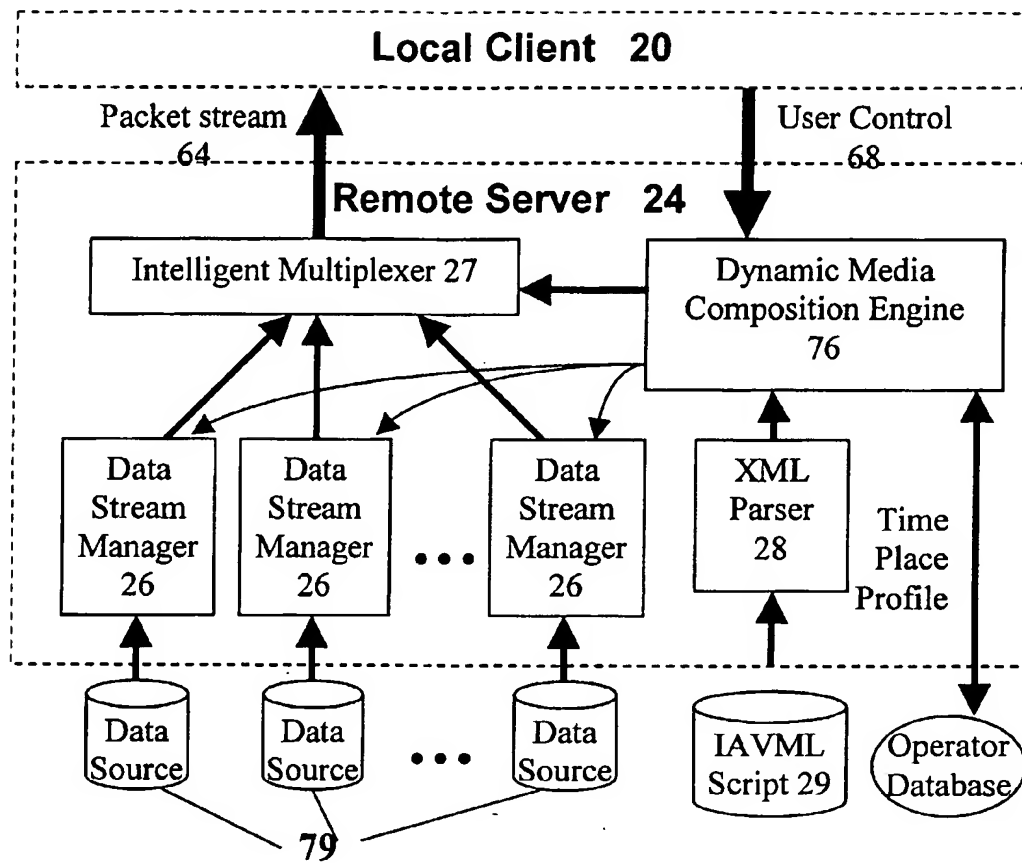 Local Client 20
Packet stream
64
User Control
68
Remote Server 24
Intelligent Multiplexer 27
Dynamic Media
Composition Engine
76
Data
Stream
Manager
26
Data
Stream
Manager
26
Data
Stream
Manager
26
XML
Parser
28
Time
Place
Profile
Data
Source
Data
Source
Data
Source
IAVML
Script 29
Operator
Database
79